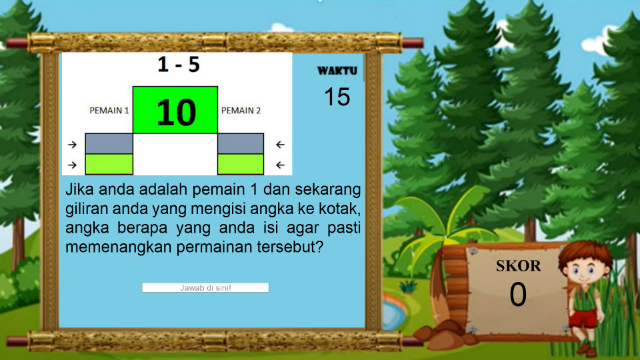 1 - 5
WAKTU
15
PEMAIN 1
10
PEMAIN 2
Jika anda adalah pemain 1 dan sekarang
giliran anda yang mengisi angka ke kotak,
angka berapa yang anda isi agar pasti
memenangkan permainan tersebut?
Jawab di sini!
SKOR
0